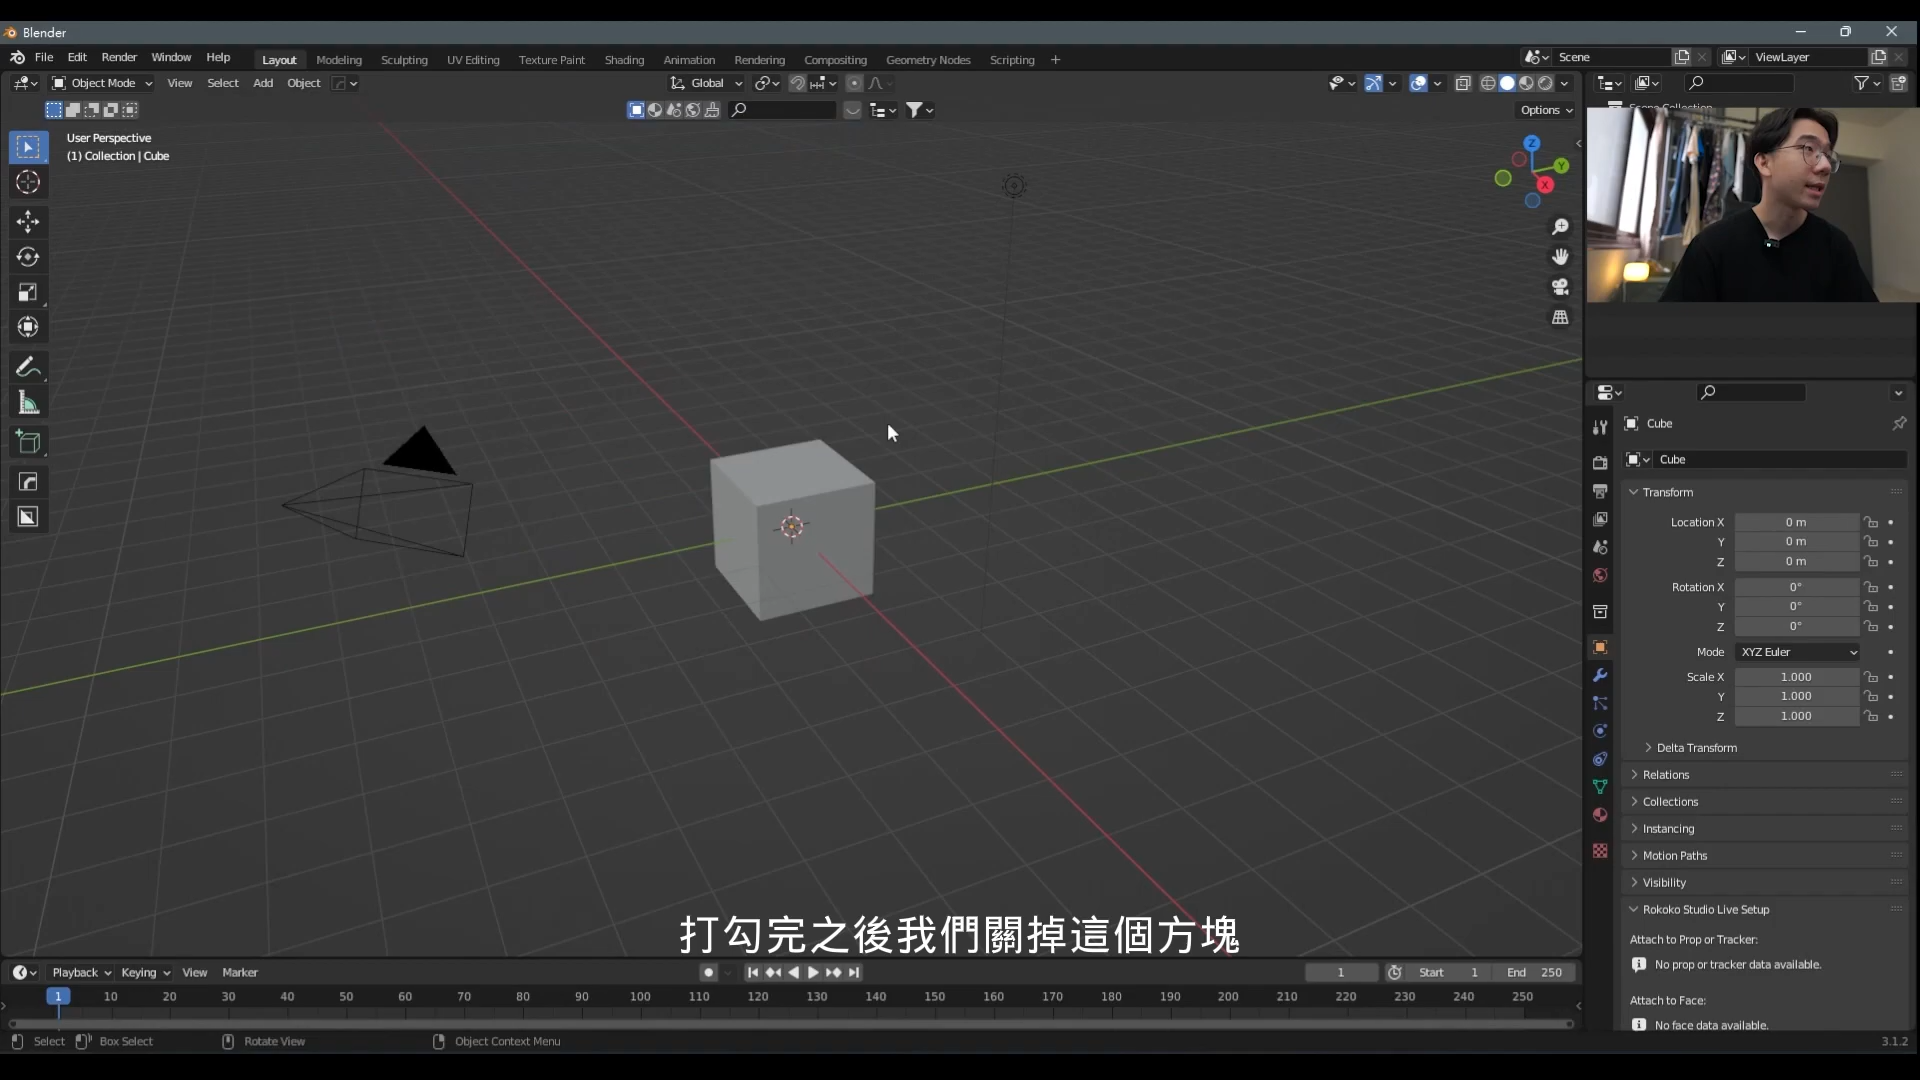 Blender
File Edit Render Window Help Layout Modeling Sculpting UV Editing Texture Paint Shading Animation Rendering Compositing Geometry Nodes Scripting + Scene ViewLayer
Object Mode View Select Add Object Global
Options
User Perspective
(1) Collection | Cube
Z
Y
X
Cube
Cube
Transform
Location X 0 m
Y 0 m
Z 0 m
Rotation X 0°
Y 0°
Z 0°
Mode XYZ Euler
Scale X 1.000
Y 1.000
Z 1.000
Delta Transform
Relations
Collections
Instancing
Motion Paths
Visibility
Rokoko Studio Live Setup
Attach to Prop or Tracker:
No prop or tracker data available.
Attach to Face:
No face data available.
打勾完之後我們關掉這個方塊
Playback Keying View Marker 1 Start 1 End 250
1 10 20 30 40 50 60 70 80 90 100 110 120 130 140 150 160 170 180 190 200 210 220 230 240 250
Select Box Select Rotate View Object Context Menu 3.1.2